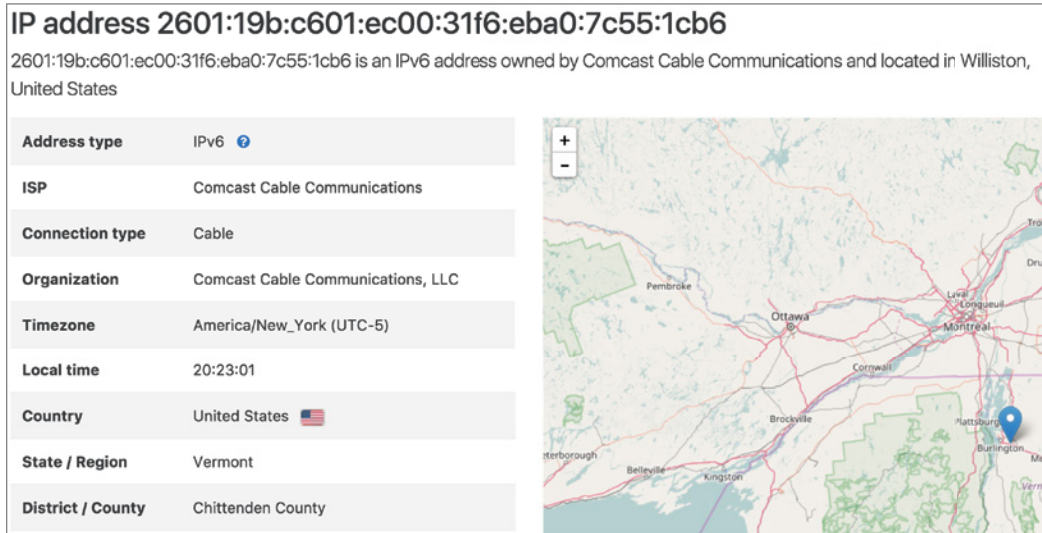 IP address 2601:19b:c601:ec00:31f6:eba0:7c55:1cb6
2601:19b:c601:ec00:31f6:eba0:7c55:1cb6 is an IPv6 address owned by Comcast Cable Communications and located in Williston,
United States
Address type IPv6 ?
ISP Comcast Cable Communications
Connection type Cable
Organization Comcast Cable Communications, LLC
Timezone America/New_York (UTC-5)
Local time 20:23:01
Country United States
State / Region Vermont
District / County Chittenden County
+
-
Pembroke
Ottawa
Laval
Longueuil
Montréal
Cornwall
Brockville
Plattsburg
Burlington
Belleville
Kingston